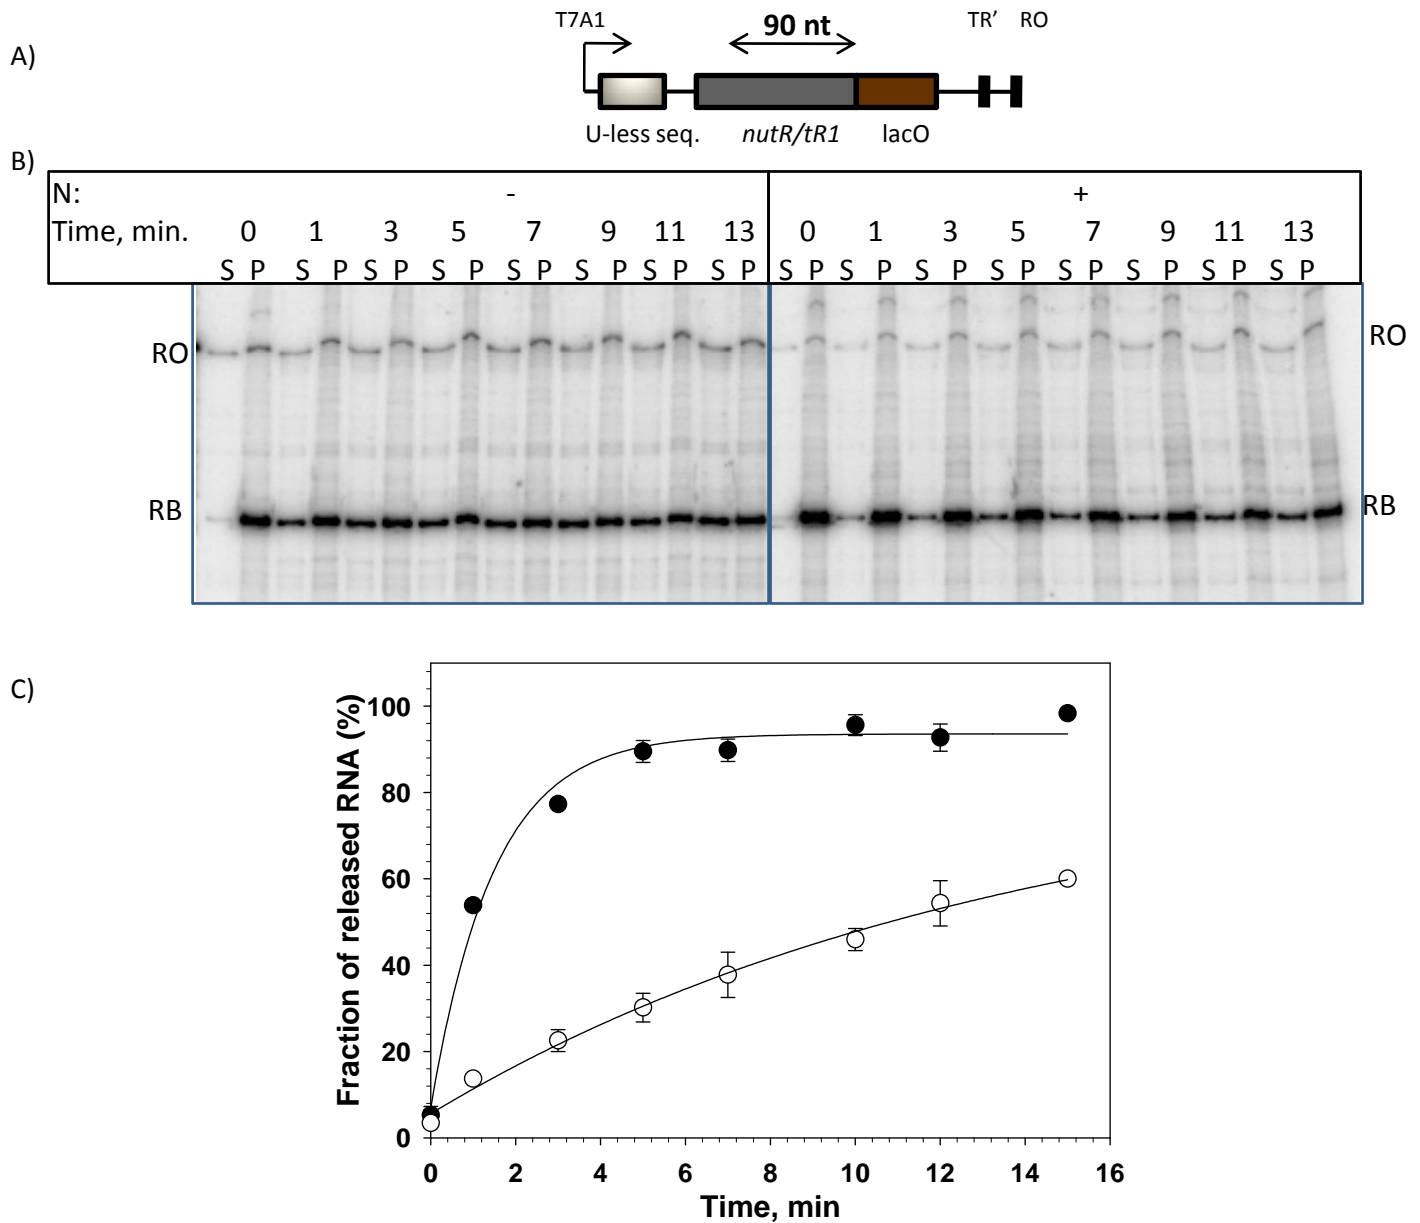 A)
T7A1
90 nt
TR’ RO
U-less seq. nutR/tR1 lacO
B)
N: - +
Time, min. 0 1 3 5 7 9 11 13 0 1 3 5 7 9 11 13
S P S P S P S P S P S P S P S P S P S P S P S P S P S P S P S P
RO RO
RB RB
C)
Fraction of released RNA (%)
100
80
60
40
20
0
0 2 4 6 8 10 12 14 16
Time, min